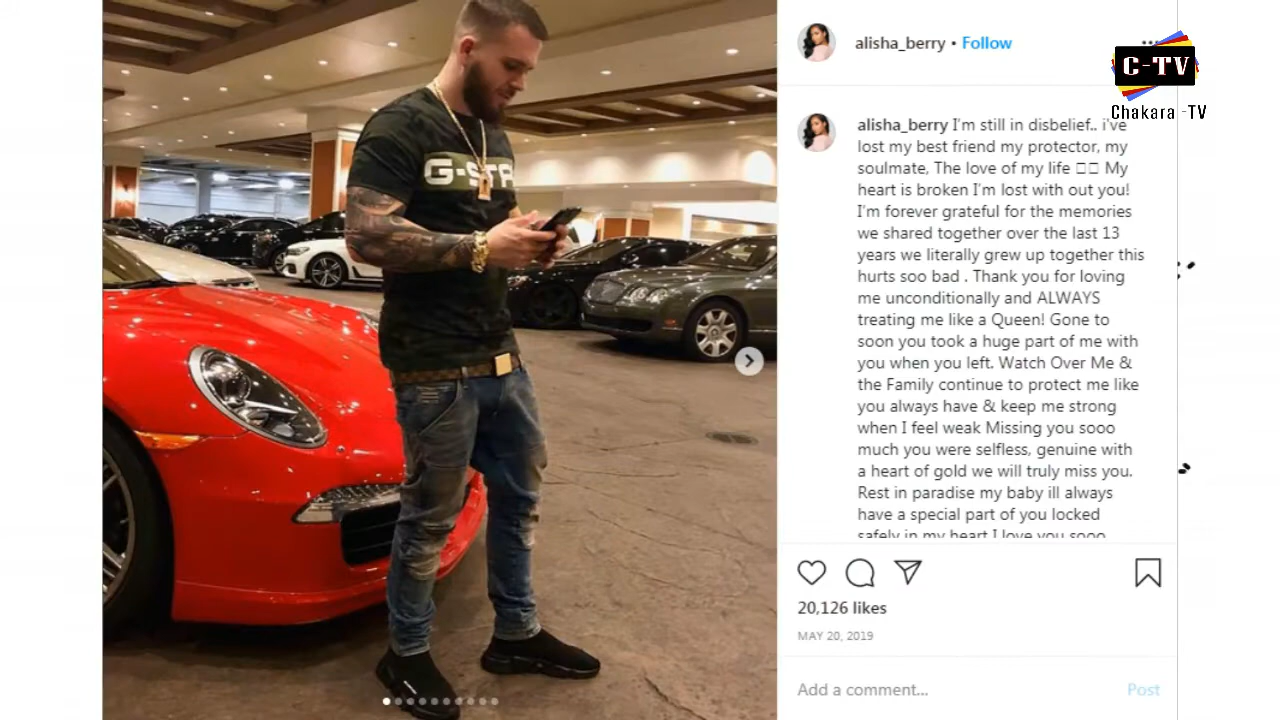 G-STA
alisha_berry • Follow
C-TV
Chakara -TV
alisha_berry I'm still in disbelief.. i've
lost my best friend my protector, my
soulmate, The love of my life □□ My
heart is broken I'm lost with out you!
I'm forever grateful for the memories
we shared together over the last 13
years we literally grew up together this
hurts soo bad . Thank you for loving
me unconditionally and ALWAYS
treating me like a Queen! Gone to
soon you took a huge part of me with
you when you left. Watch Over Me &
the Family continue to protect me like
you always have & keep me strong
when I feel weak Missing you sooo
much you were selfless, genuine with
a heart of gold we will truly miss you.
Rest in paradise my baby ill always
have a special part of you locked
safely in my heart I love you sooo
20,126 likes
MAY 20, 2019
Add a comment... Post